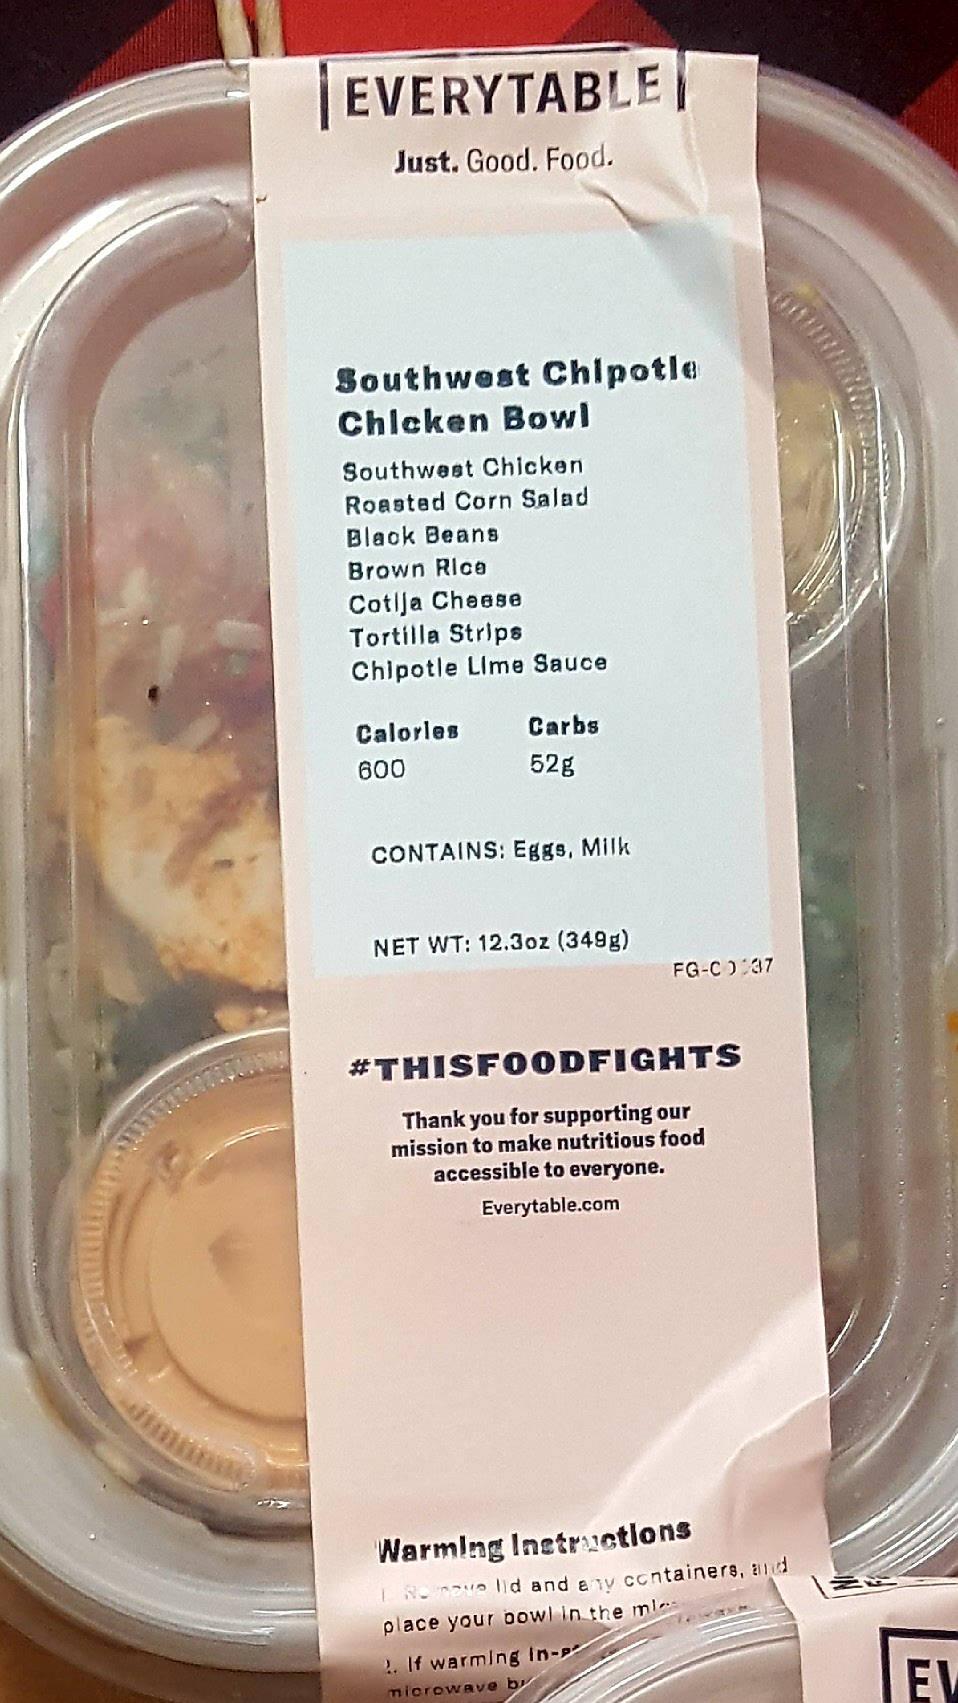 EVERYTABLE
Just. Good. Food.
Southwest Chipotle
Chicken Bowl
Southwest Chicken
Roasted Corn Salad
Black Beans
Brown Rice
Cotija Cheese
Tortilla Strips
Chipotle Lime Sauce
Calories Carbs
600 52g
CONTAINS: Eggs, Milk
NET WT: 12.3oz (349g)
#THISFOODFIGHTS
Thank you for supporting our
mission to make nutritious food
accessible to everyone.
Everytable.com
Warming Instructions
1. Remove lid and any containers, and
place your bowl in the
2. If warming
microwave
EV